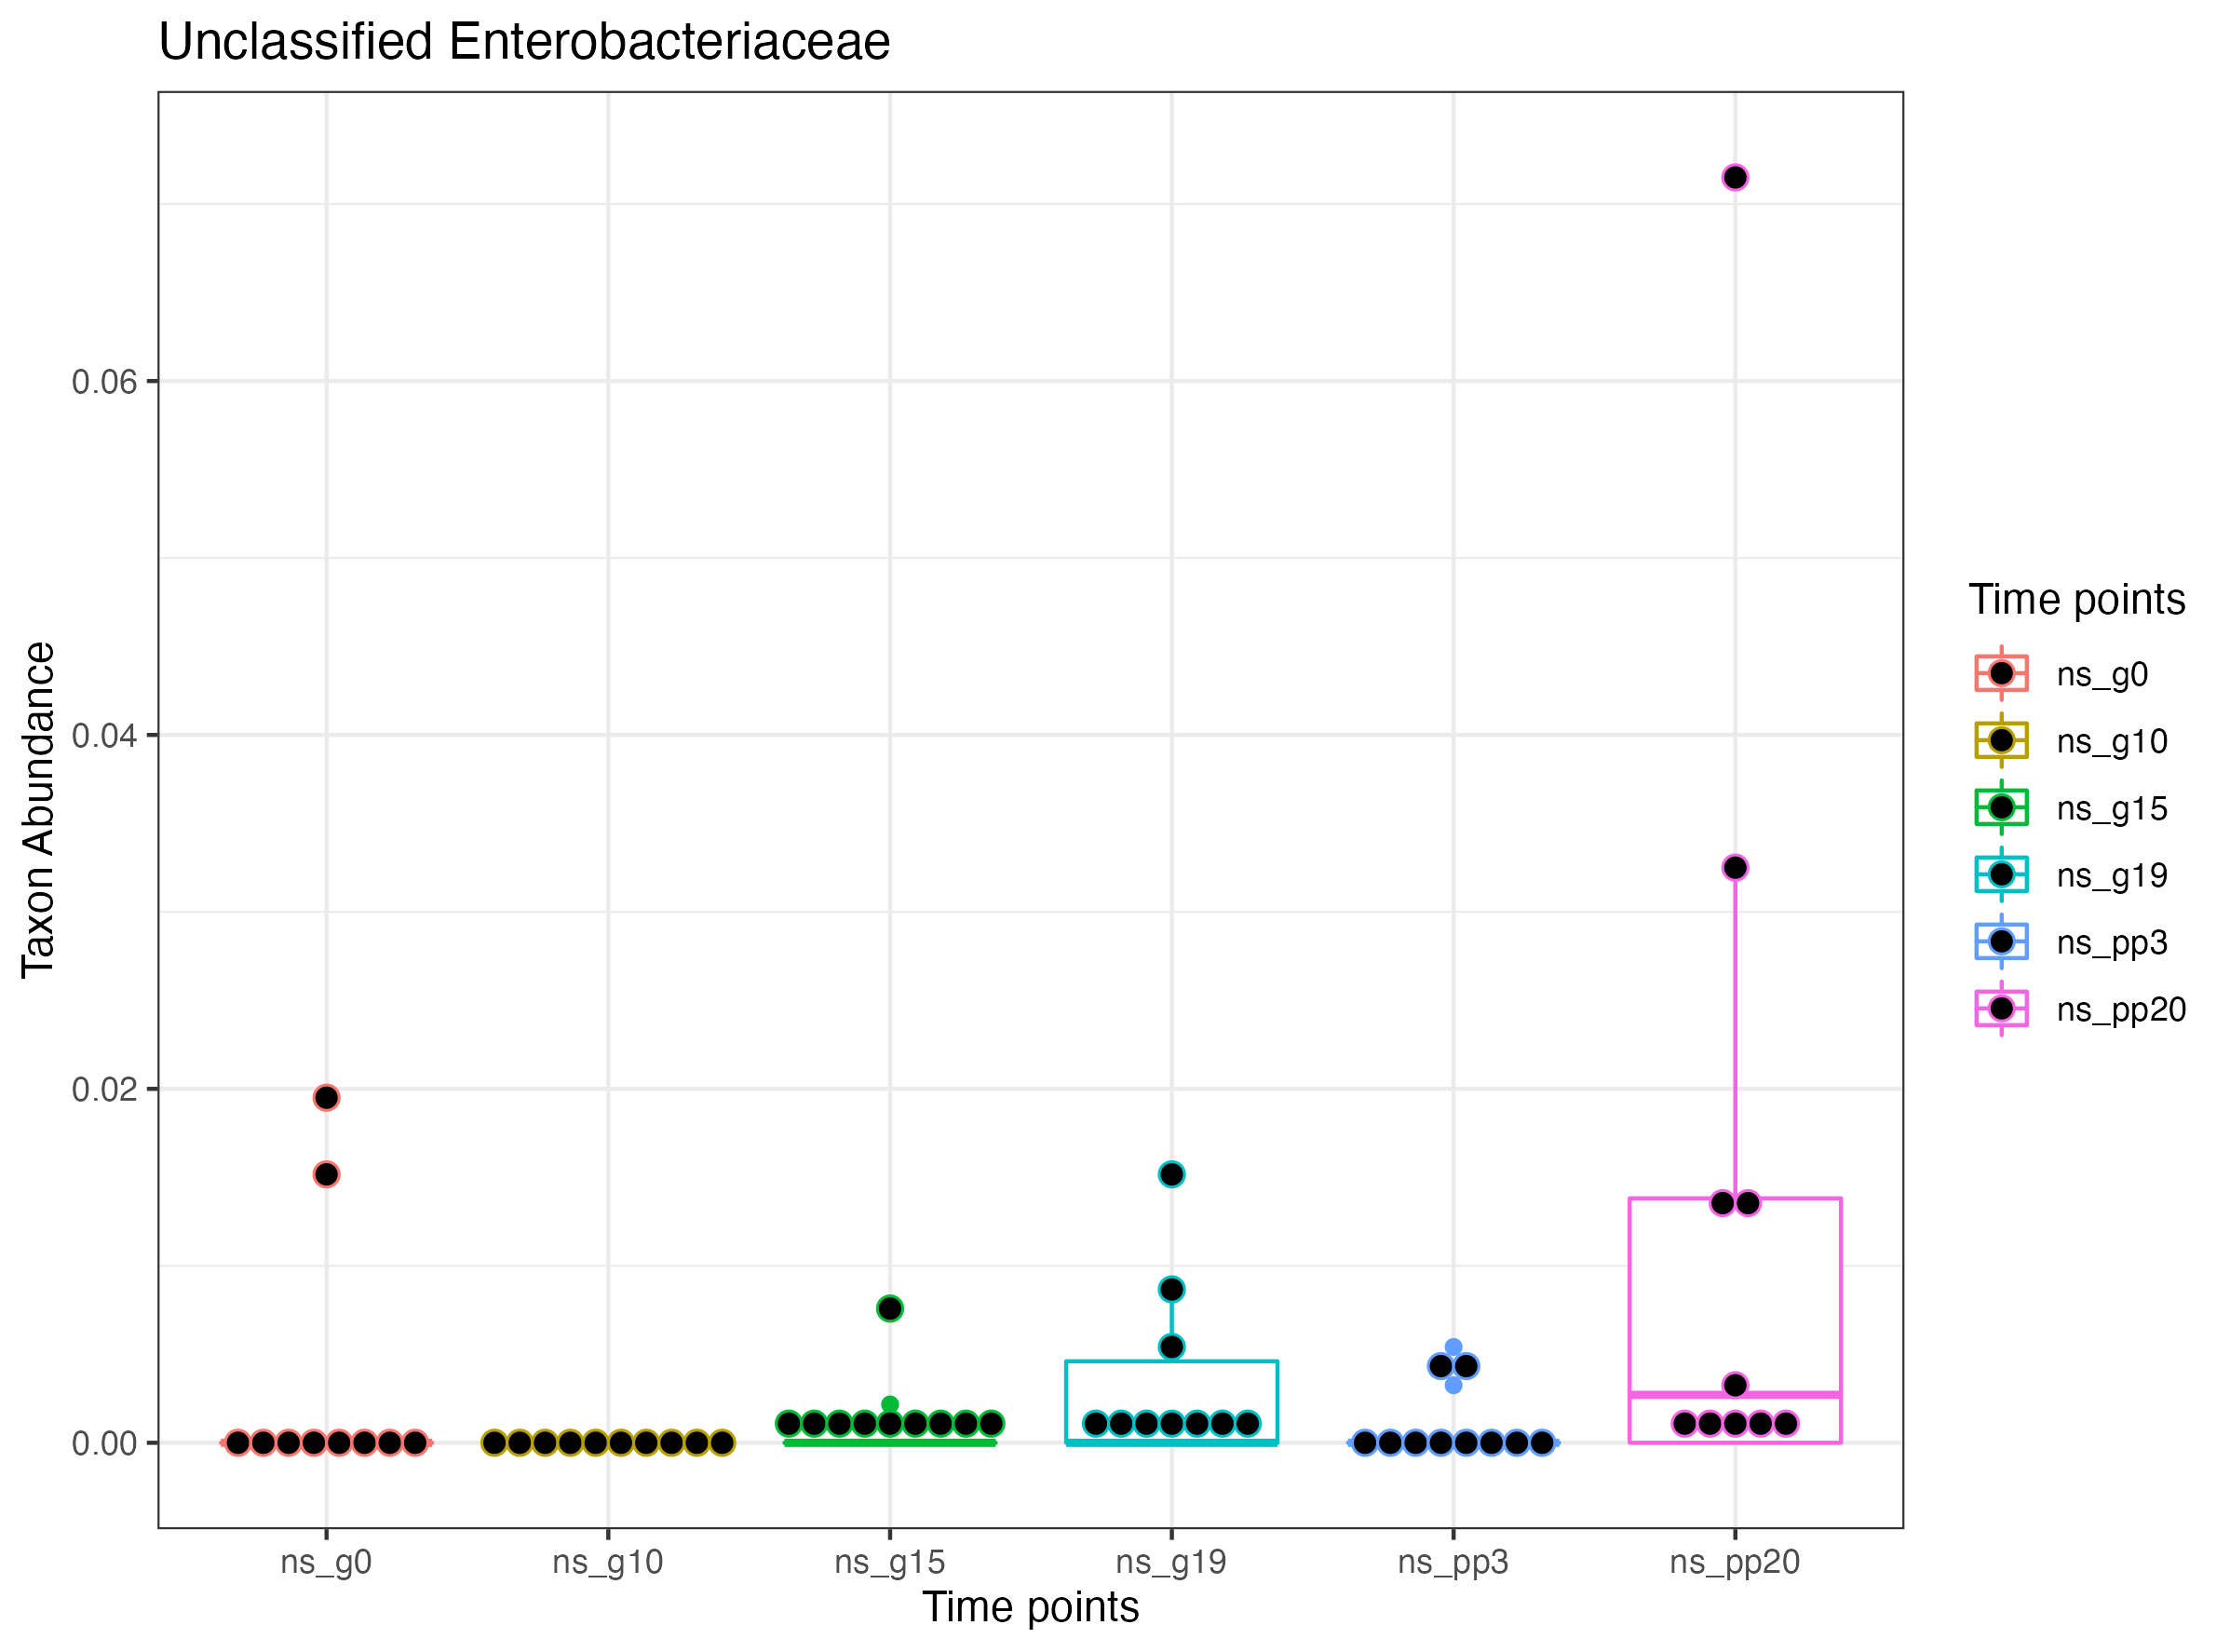 Unclassified Enterobacteriaceae
Taxon Abundance
0.06
0.04
0.02
0.00
ns_g0
ns_g10
ns_g15
ns_g19
ns_pp3
ns_pp20
Time points
Time points
ns_g0
ns_g10
ns_g15
ns_g19
ns_pp3
ns_pp20